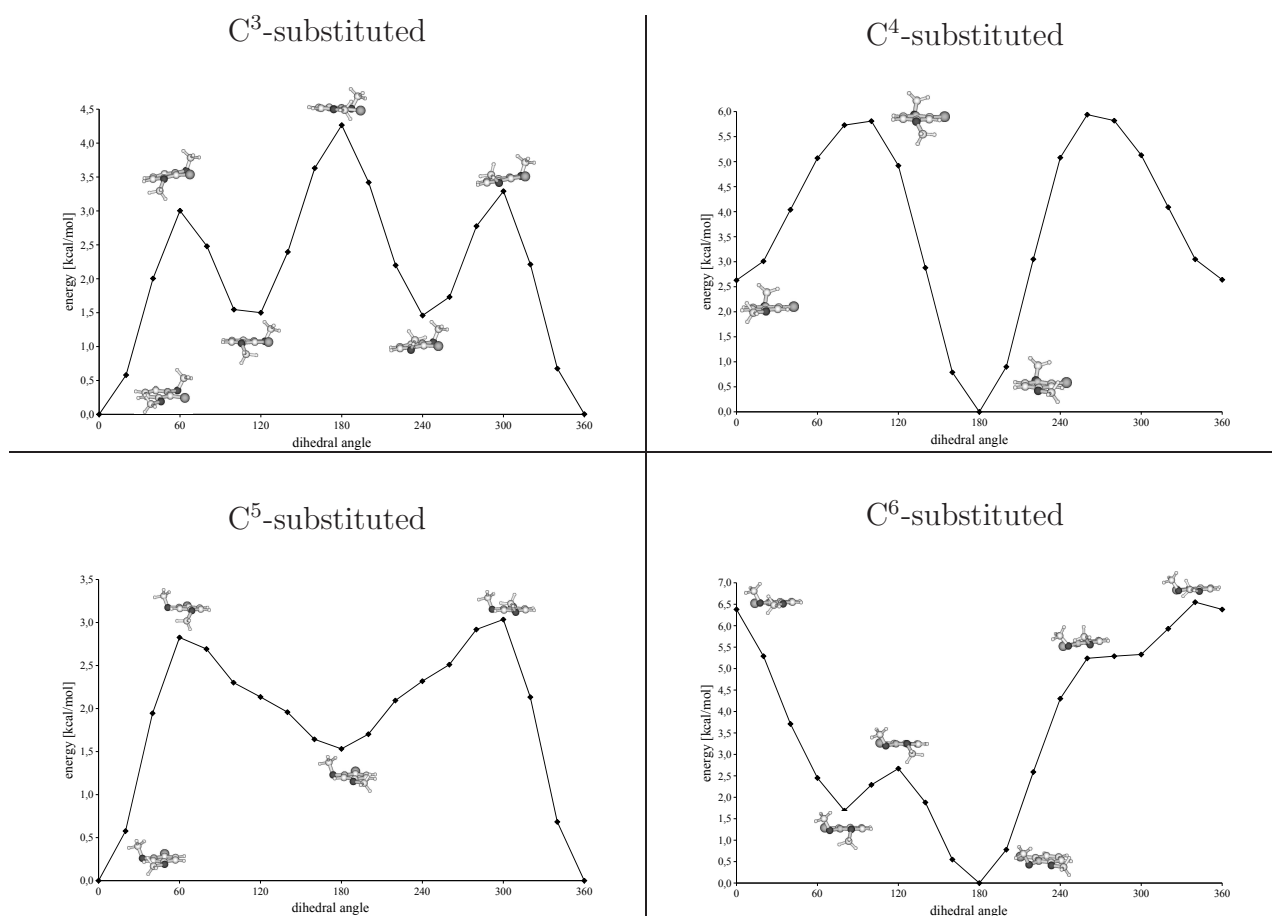 C³-substituted
4,5
4,0
3,5
3,0
2,5
2,0
1,5
1,0
0,5
0,0
energy [kcal/mol]
0 60 120 180 240 300 360
dihedral angle
C⁴-substituted
6,0
5,5
5,0
4,5
4,0
3,5
3,0
2,5
2,0
1,5
1,0
0,5
0,0
energy [kcal/mol]
0 60 120 180 240 300 360
dihedral angle
C⁵-substituted
3,5
3,0
2,5
2,0
1,5
1,0
0,5
0,0
energy [kcal/mol]
0 60 120 180 240 300 360
dihedral angle
C⁶-substituted
7,0
6,5
6,0
5,5
5,0
4,5
4,0
3,5
3,0
2,5
2,0
1,5
1,0
0,5
0,0
energy [kcal/mol]
0 60 120 180 240 300 360
dihedral angle